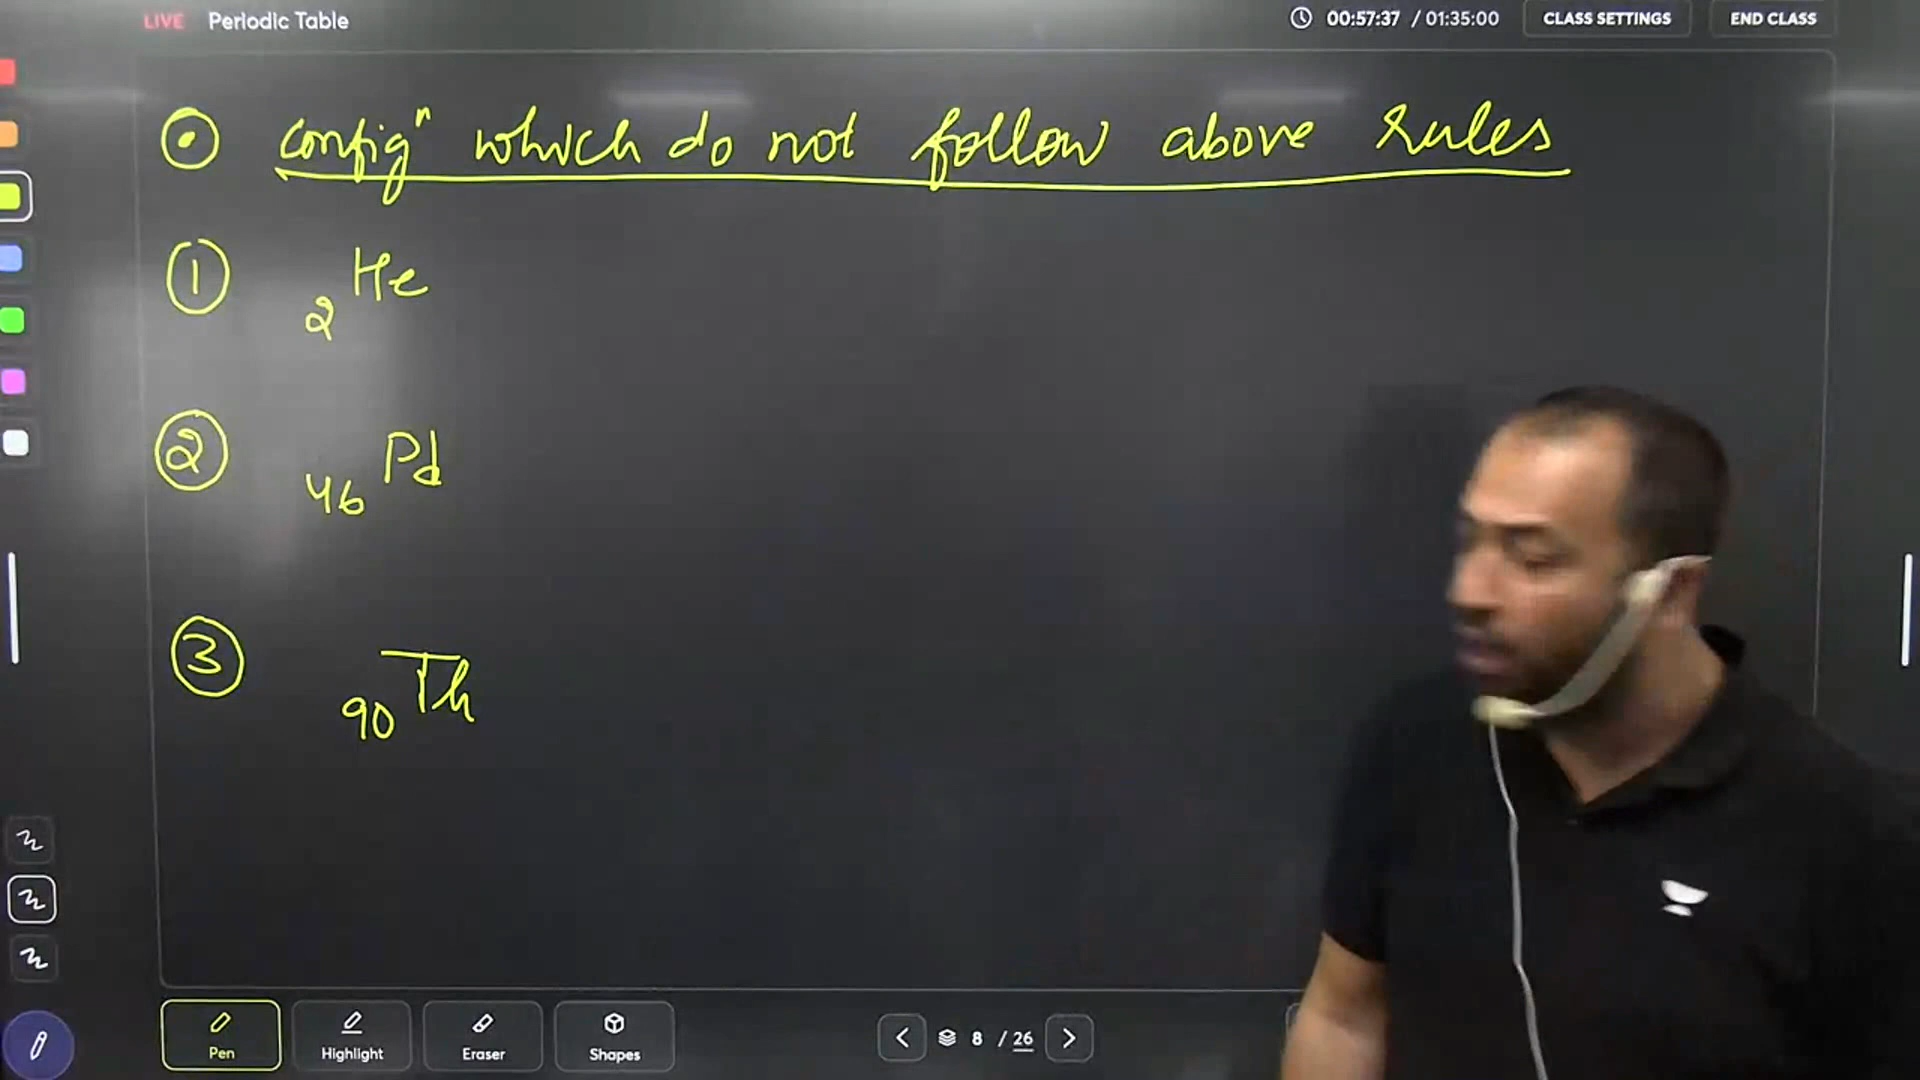 LIVE Periodic Table 00:57:37 / 01:35:00 CLASS SETTINGS END CLASS
configⁿ which do not follow above rules
① ₂He
② ₄₆Pd
③ ₉₀Th
Pen Highlight Eraser Shapes 8 / 26